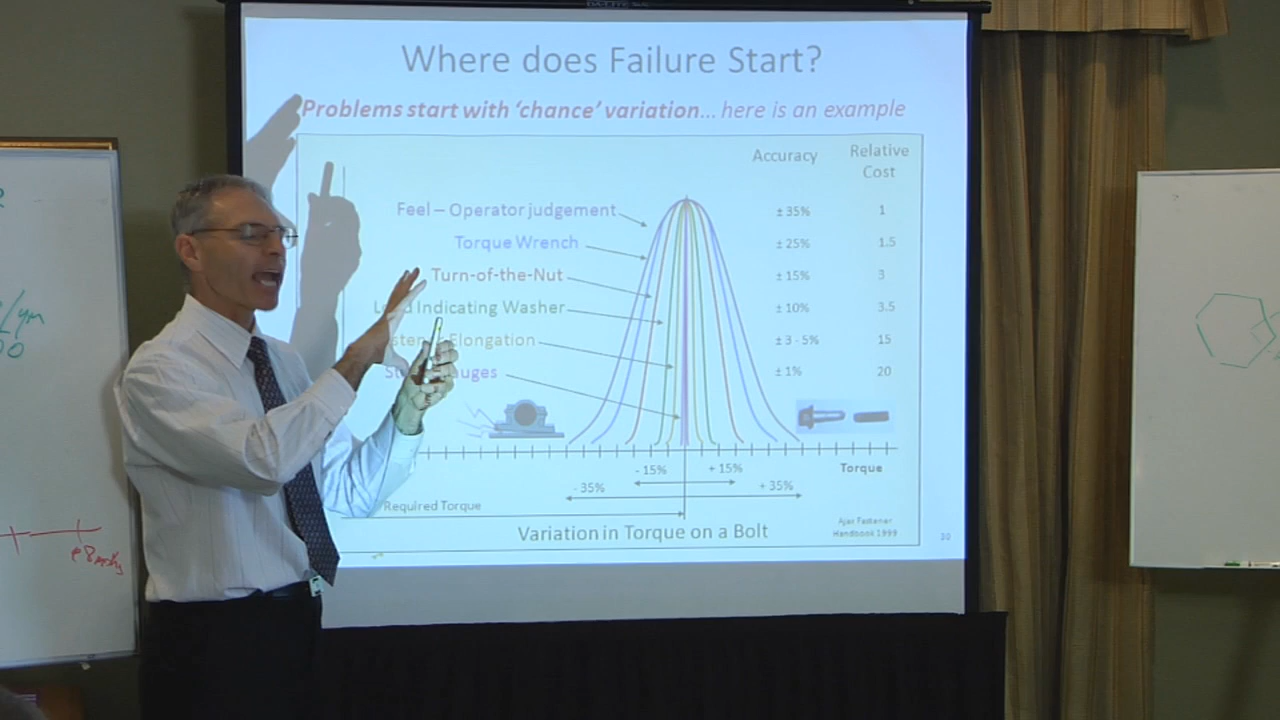 Where does Failure Start?
Problems start with ‘chance’ variation... here is an example
Accuracy Relative Cost
Feel – Operator judgement ± 35% 1
Torque Wrench ± 25% 1.5
Turn-of-the-Nut ± 15% 3
Indicating Washer ± 10% 3.5
Elongation ± 3 - 5% 15
± 1% 20
- 15% + 15% Torque
- 35% + 35%
Required Torque
Variation in Torque on a Bolt
Ajax Fastener
Handbook 1999
30